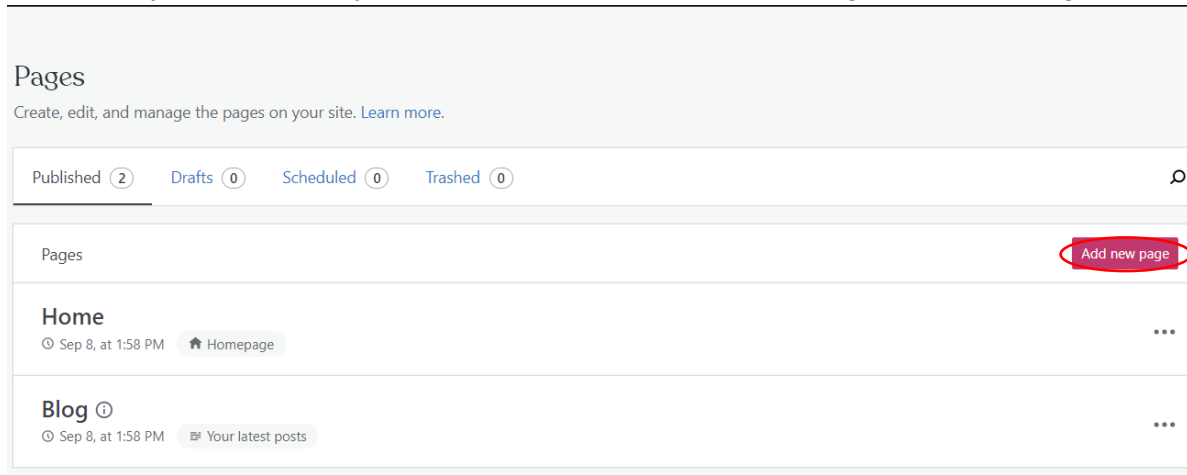 Pages
Create, edit, and manage the pages on your site. Learn more.
Published 2 Drafts 0 Scheduled 0 Trashed 0
Pages Add new page
Home
Sep 8, at 1:58 PM Homepage
Blog
Sep 8, at 1:58 PM Your latest posts